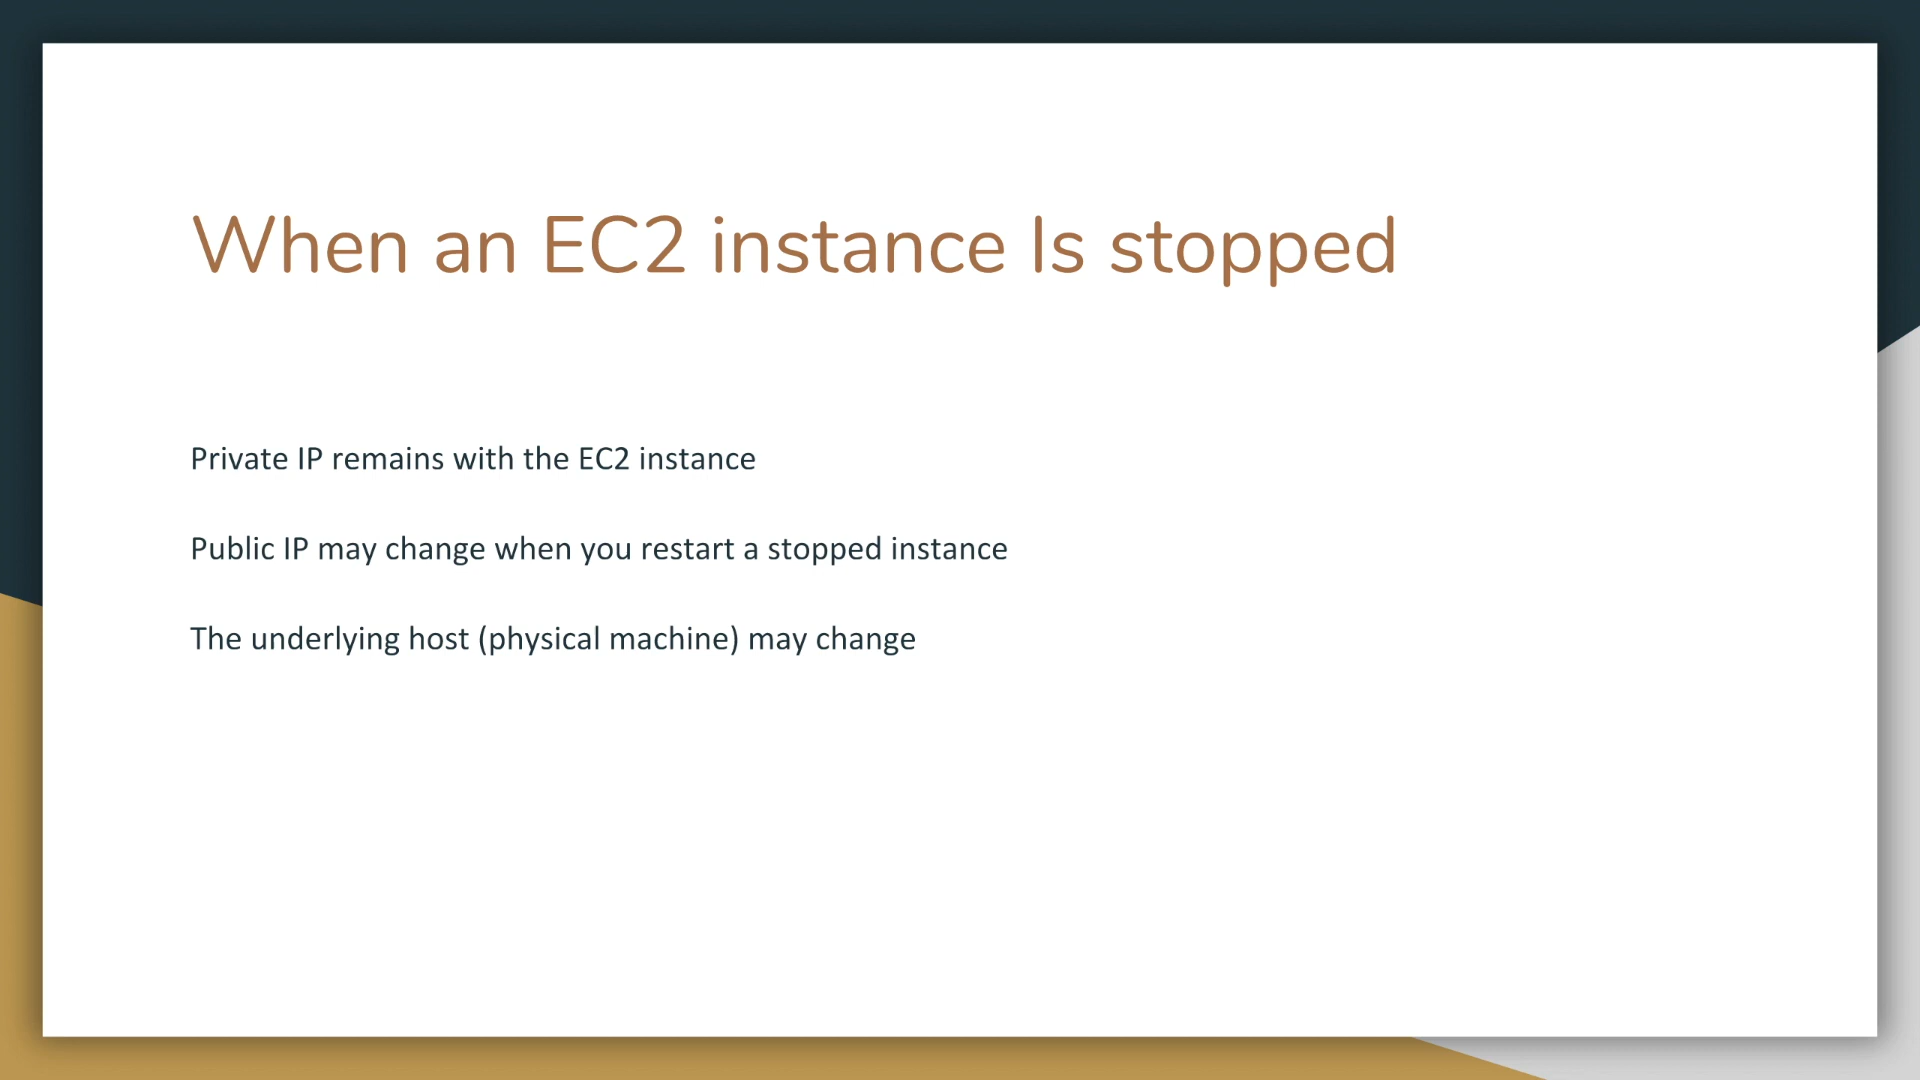 When an EC2 instance Is stopped
Private IP remains with the EC2 instance
Public IP may change when you restart a stopped instance
The underlying host (physical machine) may change